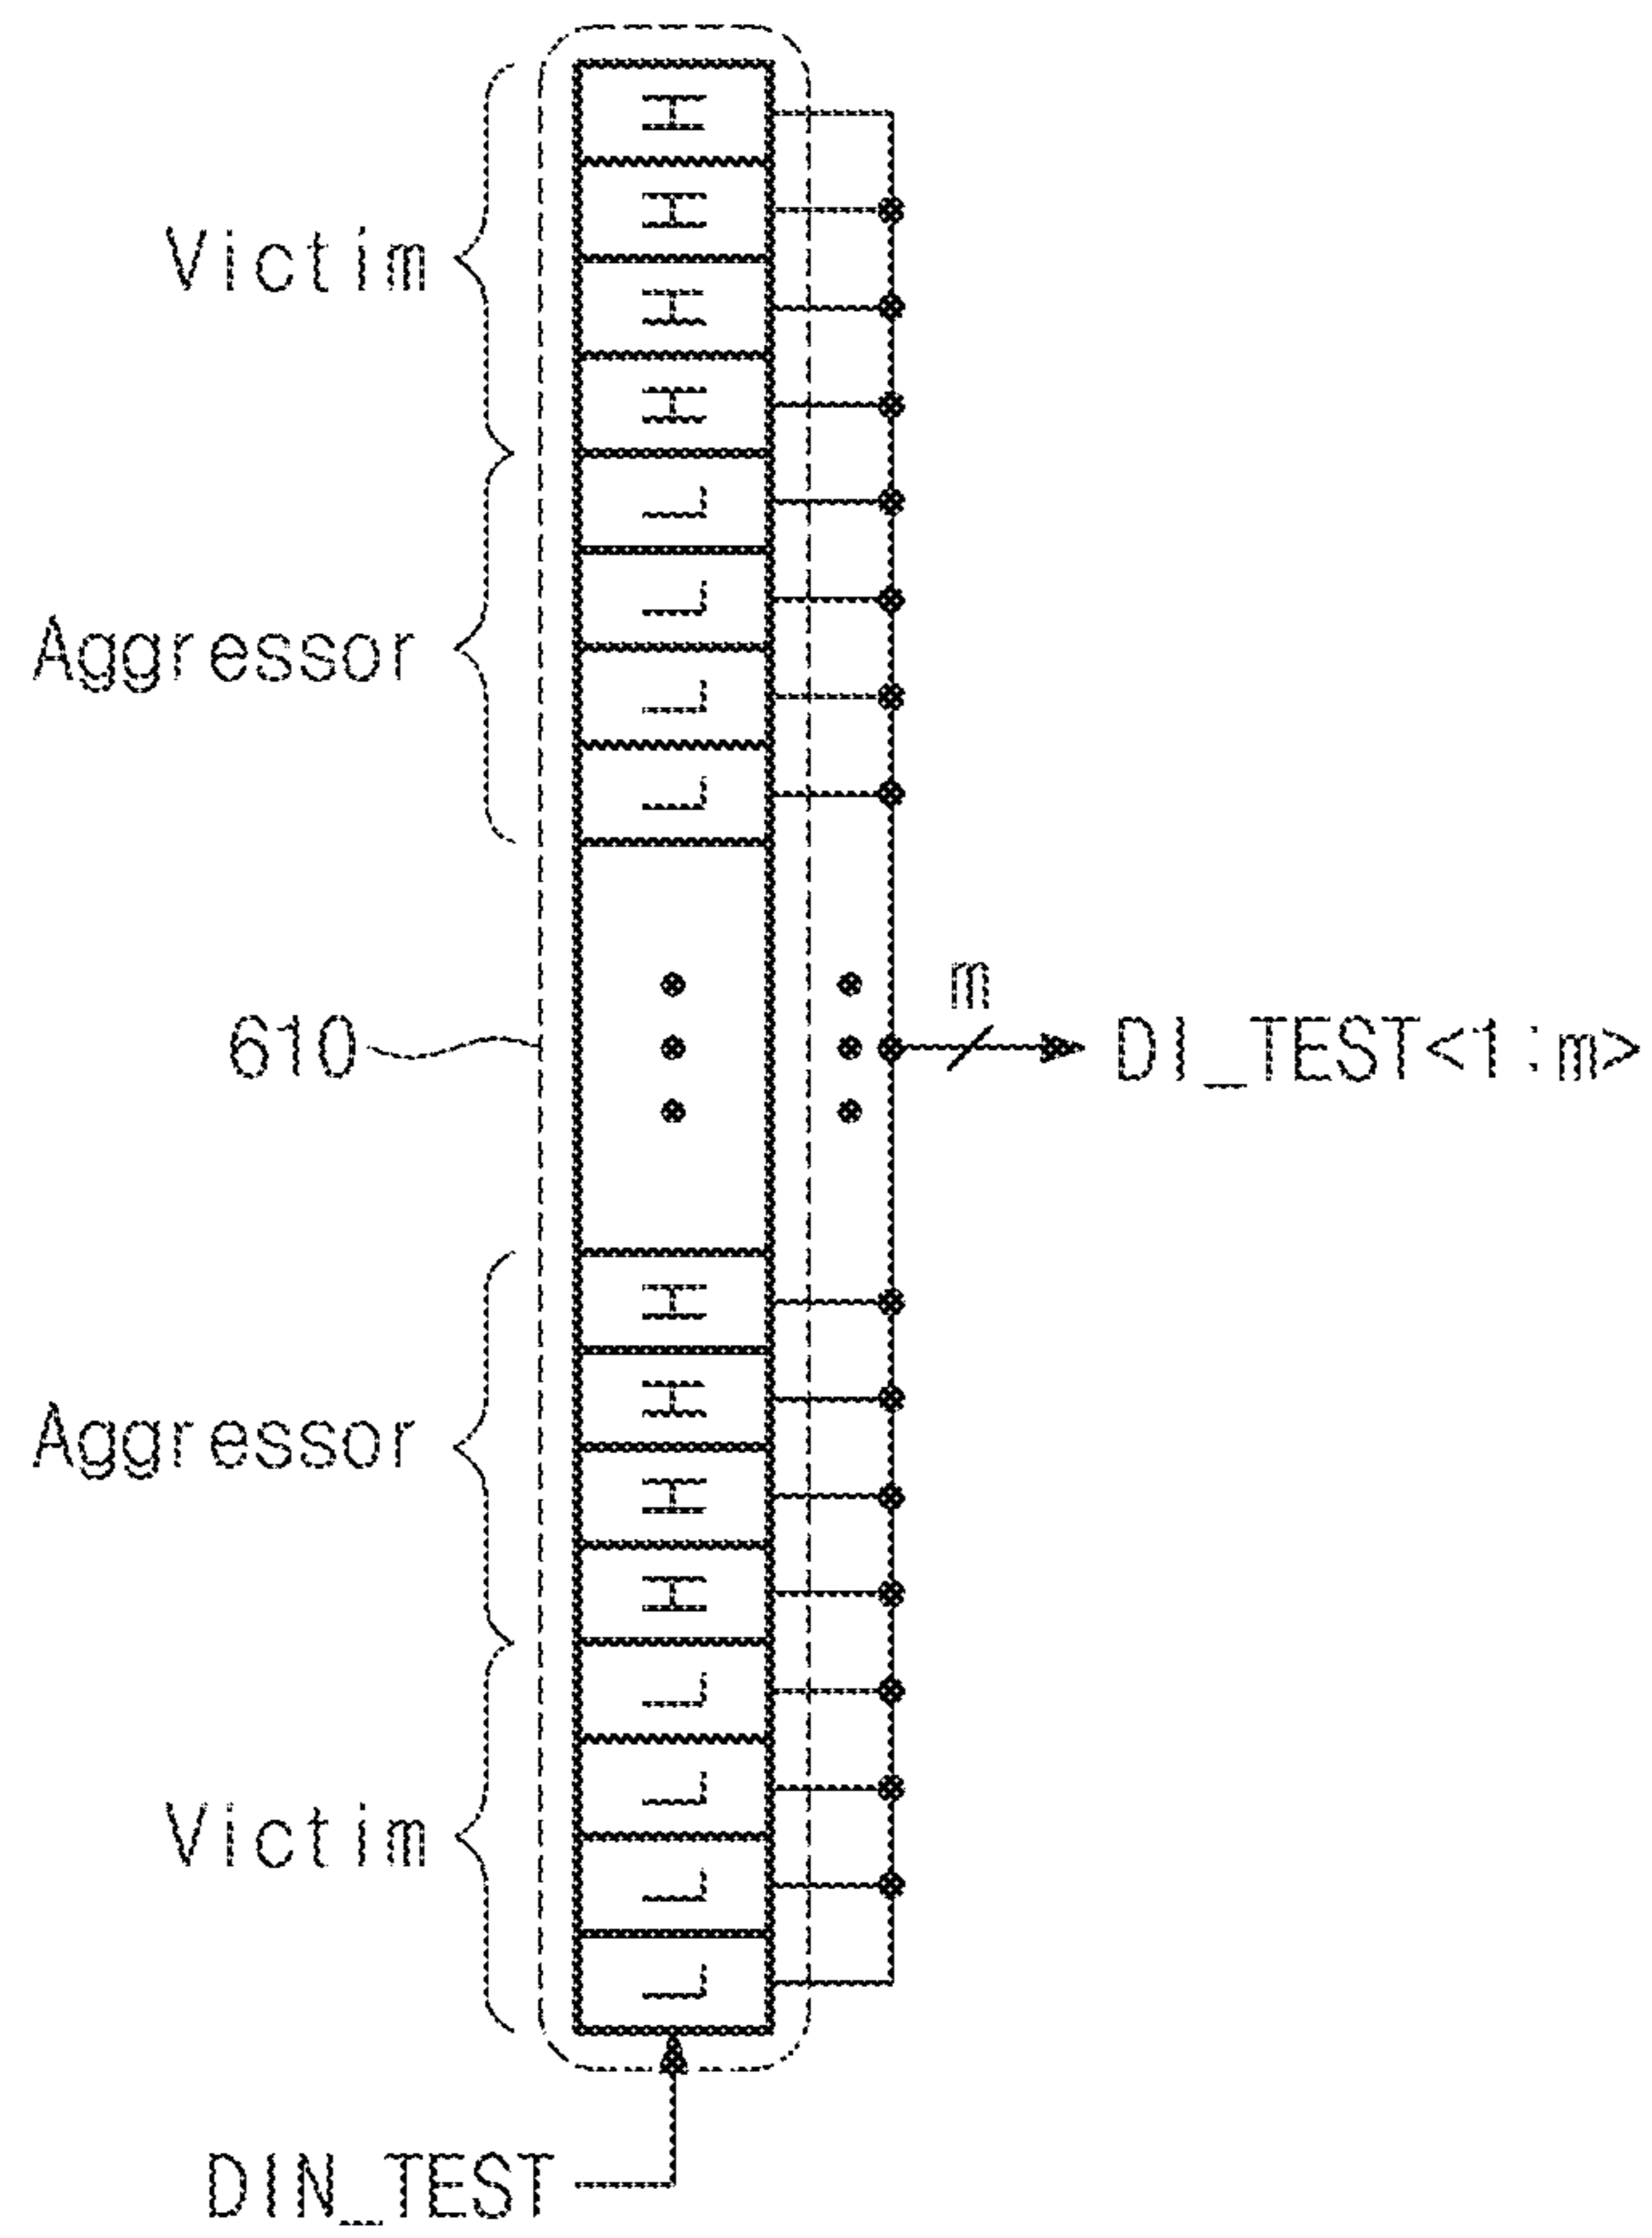 H
H
Victim
H
H
L
L
Aggressor
L
L
m
610
DI_TEST<1:m>
H
H
Aggressor
H
H
L
L
Victim
L
L
DIN_TEST